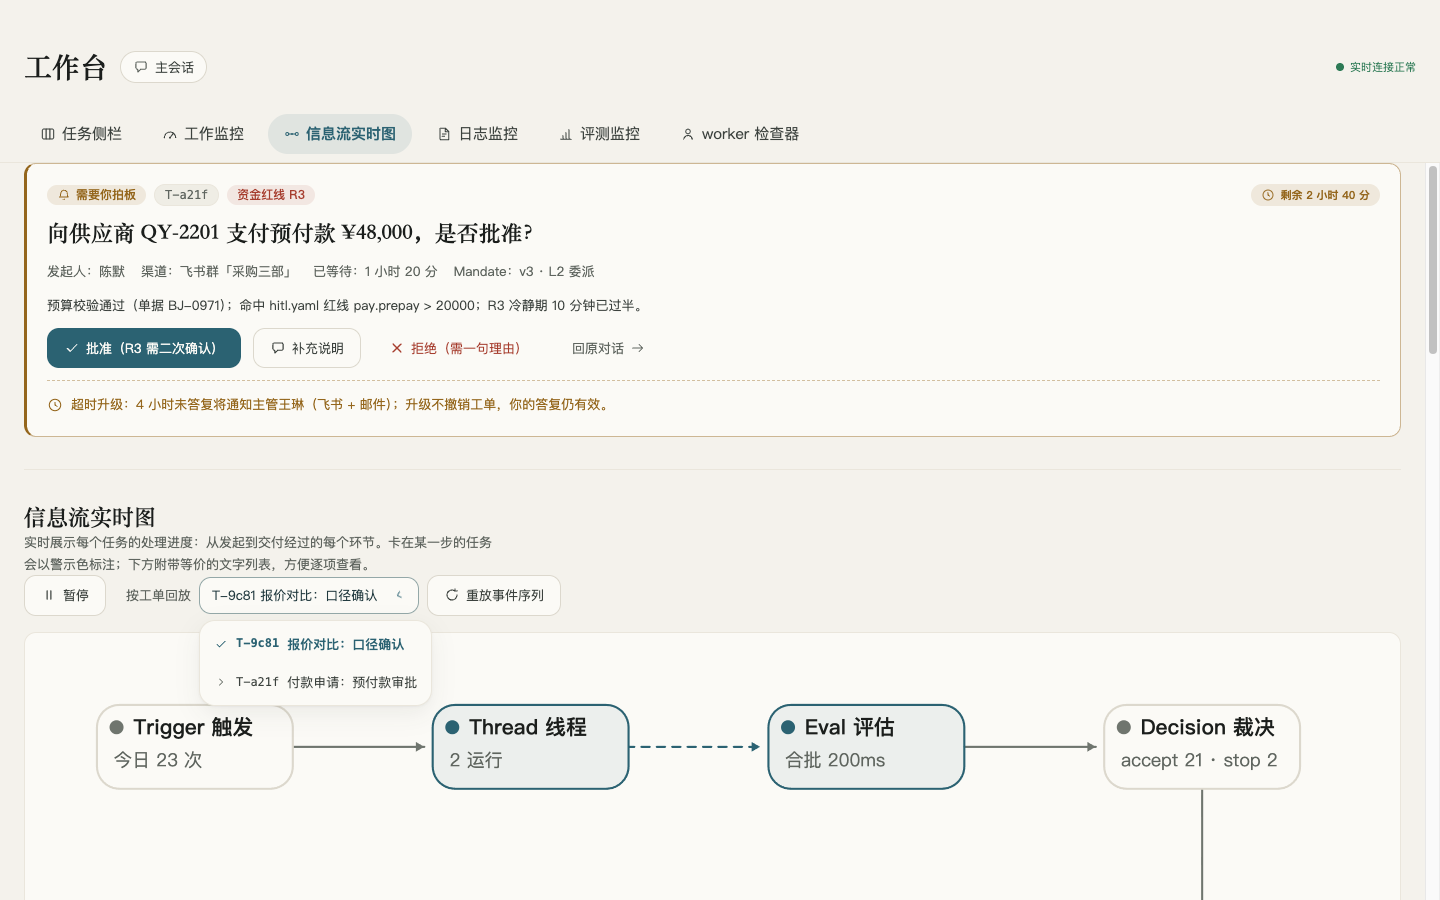 工作台
主会话
实时连接正常
任务侧栏
工作监控
信息流实时图
日志监控
评测监控
worker 检查器
需要你拍板
T-a21f
资金红线 R3
剩余 2 小时 40 分
向供应商 QY-2201 支付预付款 ¥48,000，是否批准?
发起人：陈默 渠道：飞书群「采购三部」 已等待：1 小时 20 分 Mandate：v3 · L2 委派
预算校验通过（单据 BJ-0971）；命中 hitl.yaml 红线 pay.prepay > 20000；R3 冷静期 10 分钟已过半。
批准（R3 需二次确认）
补充说明
拒绝（需一句理由）
回原对话 →
超时升级：4 小时未答复将通知主管王琳（飞书 + 邮件）；升级不撤销工单，你的答复仍有效。
信息流实时图
实时展示每个任务的处理进度：从发起到交付经过的每个环节。卡在某一步的任务
会以警示色标注；下方附带等价的文字列表，方便逐项查看。
暂停
按工单回放
T-9c81 报价对比：口径确认
重放事件序列
T-9c81 报价对比：口径确认
T-a21f 付款申请：预付款审批
Trigger 触发
今日 23 次
Thread 线程
2 运行
Eval 评估
合批 200ms
Decision 裁决
accept 21 · stop 2